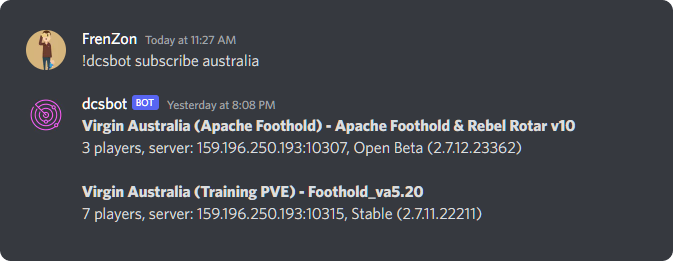 FrenZon Today at 11:27 AM
!dcsbot subscribe australia
dcsbot BOT Yesterday at 8:08 PM
Virgin Australia (Apache Foothold) - Apache Foothold & Rebel Rotar v10
3 players, server: 159.196.250.193:10307, Open Beta (2.7.12.23362)
Virgin Australia (Training PVE) - Foothold_va5.20
7 players, server: 159.196.250.193:10315, Stable (2.7.11.22211)